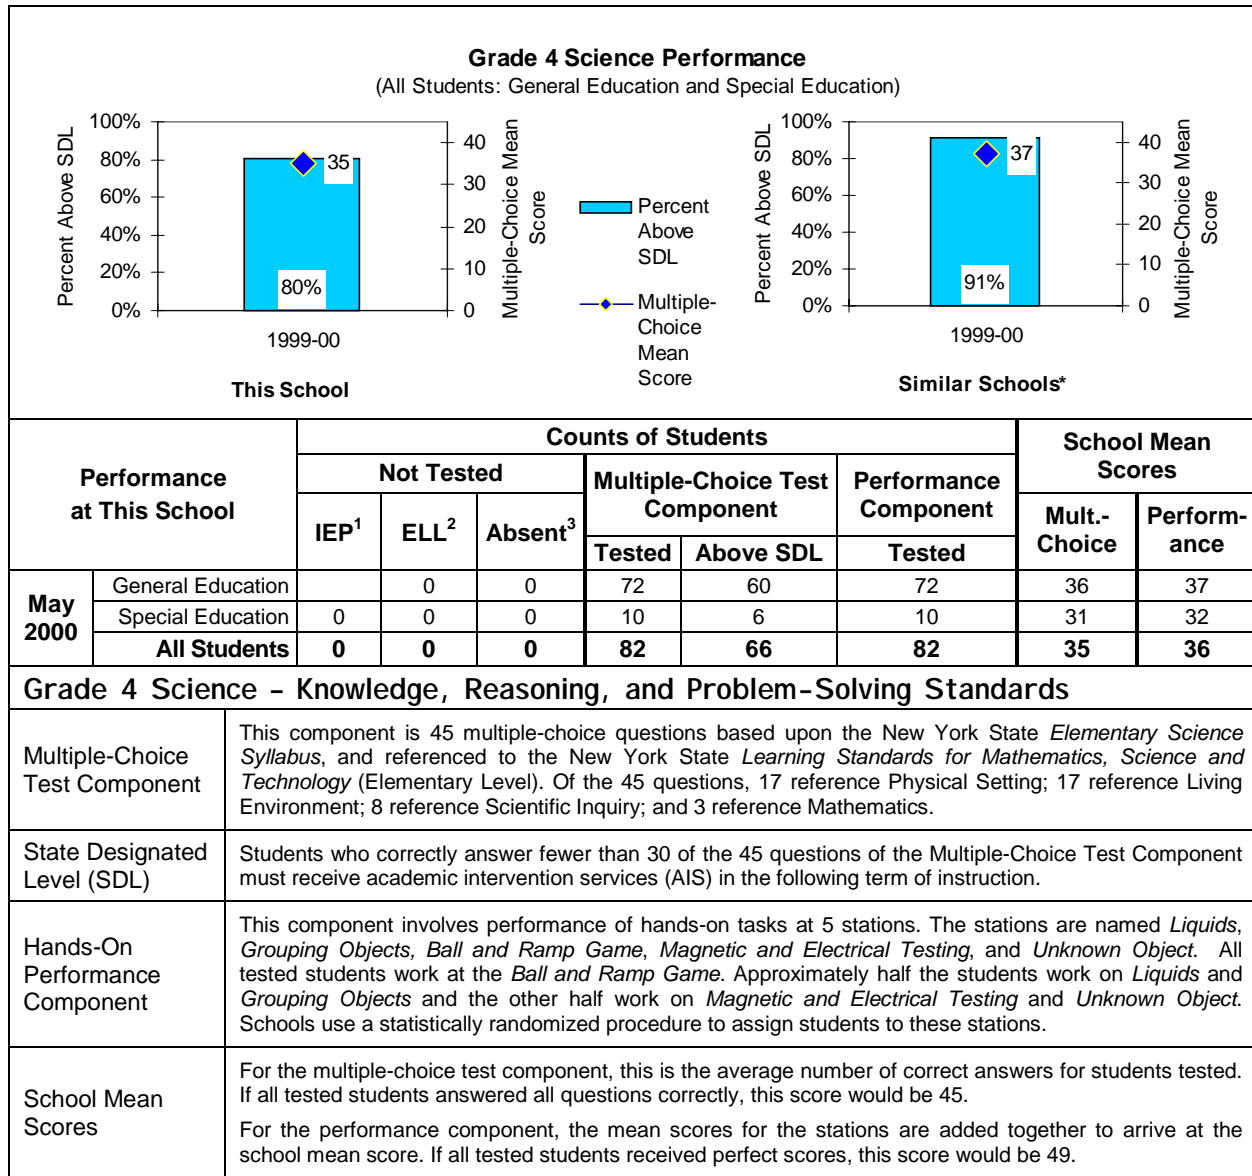 Grade 4 Science Performance
(All Students: General Education and Special Education)
Percent Above SDL
100%
80%
60%
40%
20%
0%
35
80%
40
30
20
10
0
Multiple-Choice Mean
Score
1999-00
This School
Percent
Above
SDL
Multiple-
Choice
Mean
Score
Percent Above SDL
100%
80%
60%
40%
20%
0%
37
91%
40
30
20
10
0
Multiple-Choice Mean
Score
1999-00
Similar Schools*
Performance
at This School
Counts of Students
School Mean
Scores
Not Tested
Multiple-Choice Test
Component
Performance
Component
IEP1 ELL2 Absent3
Tested Above SDL Tested
Mult.-
Choice
Perform-
ance
May
2000
General Education 0 0 72 60 72 36 37
Special Education 0 0 0 10 6 10 31 32
All Students 0 0 0 82 66 82 35 36
Grade 4 Science – Knowledge, Reasoning, and Problem-Solving Standards
Multiple-Choice
Test Component
This component is 45 multiple-choice questions based upon the New York State Elementary Science
Syllabus, and referenced to the New York State Learning Standards for Mathematics, Science and
Technology (Elementary Level). Of the 45 questions, 17 reference Physical Setting; 17 reference Living
Environment; 8 reference Scientific Inquiry; and 3 reference Mathematics.
State Designated
Level (SDL)
Students who correctly answer fewer than 30 of the 45 questions of the Multiple-Choice Test Component
must receive academic intervention services (AIS) in the following term of instruction.
Hands-On
Performance
Component
This component involves performance of hands-on tasks at 5 stations. The stations are named Liquids,
Grouping Objects, Ball and Ramp Game, Magnetic and Electrical Testing, and Unknown Object. All
tested students work at the Ball and Ramp Game. Approximately half the students work on Liquids and
Grouping Objects and the other half work on Magnetic and Electrical Testing and Unknown Object.
Schools use a statistically randomized procedure to assign students to these stations.
School Mean
Scores
For the multiple-choice test component, this is the average number of correct answers for students tested.
If all tested students answered all questions correctly, this score would be 45.
For the performance component, the mean scores for the stations are added together to arrive at the
school mean score. If all tested students received perfect scores, this score would be 49.